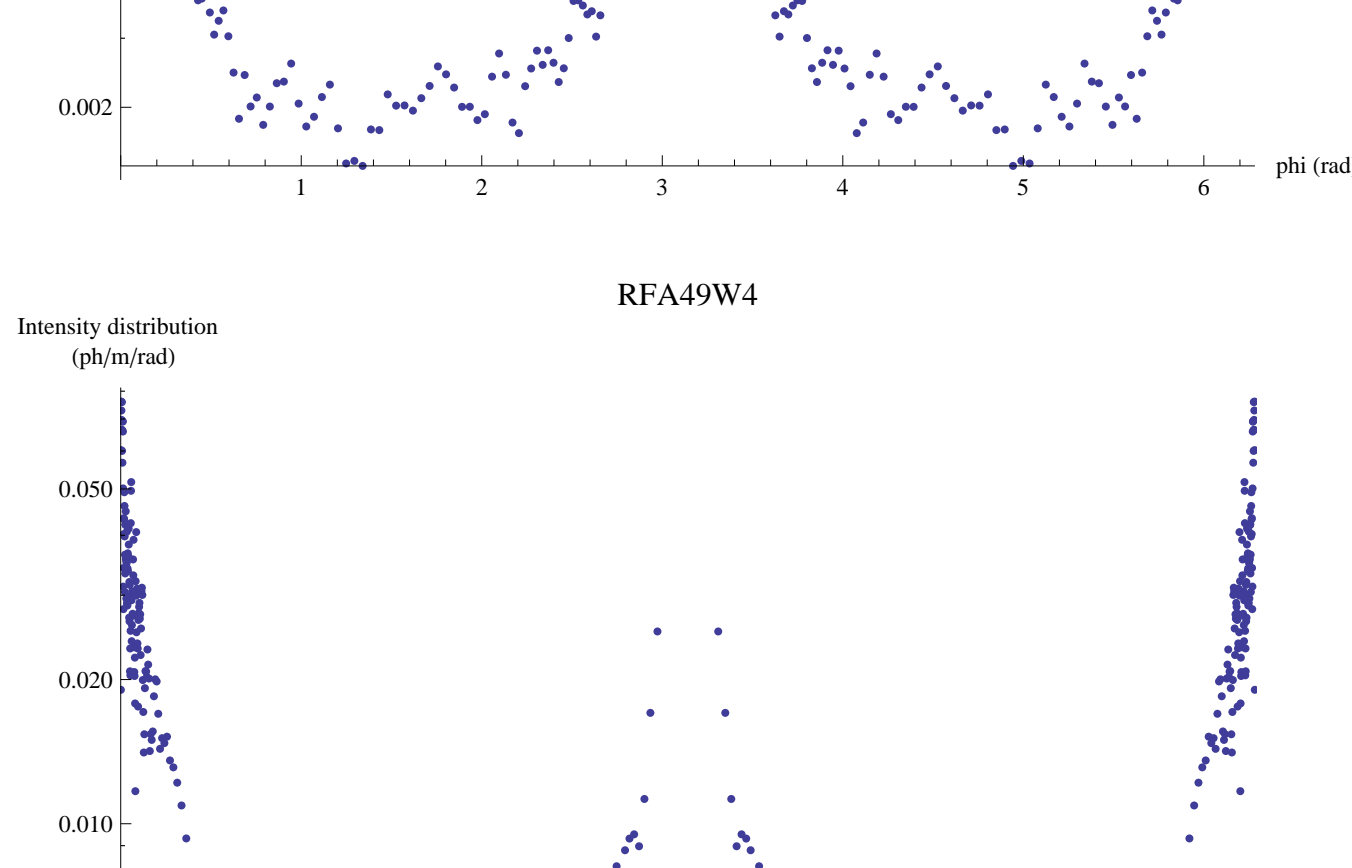 0.002
1 2 3 4 5 6
phi (rad
RFA49W4
Intensity distribution
(ph/m/rad)
0.050
0.020
0.010